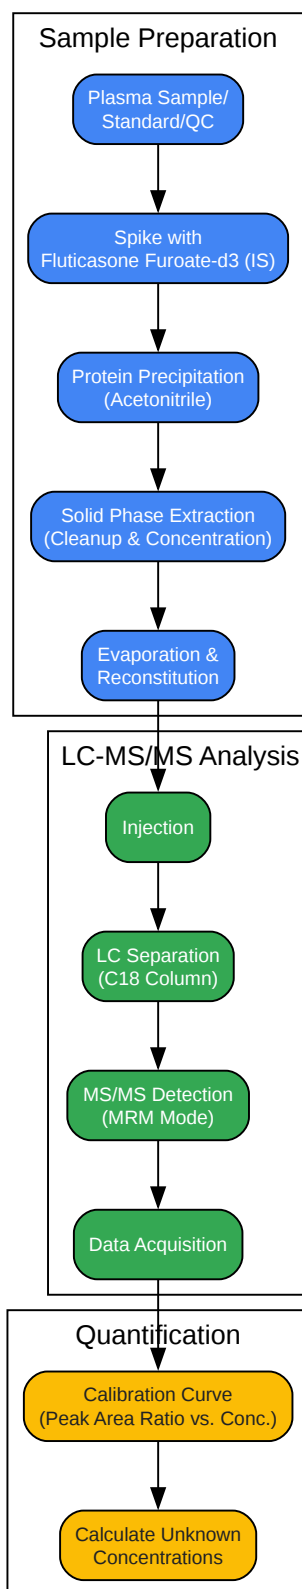 Sample Preparation
Plasma Sample/
Standard/QC
Spike with
Fluticasone Furoate-d3 (IS)
Protein Precipitation
(Acetonitrile)
Solid Phase Extraction
(Cleanup & Concentration)
Evaporation &
Reconstitution
LC-MS/MS Analysis
Injection
LC Separation
(C18 Column)
MS/MS Detection
(MRM Mode)
Data Acquisition
Quantification
Calibration Curve
(Peak Area Ratio vs. Conc.)
Calculate Unknown
Concentrations